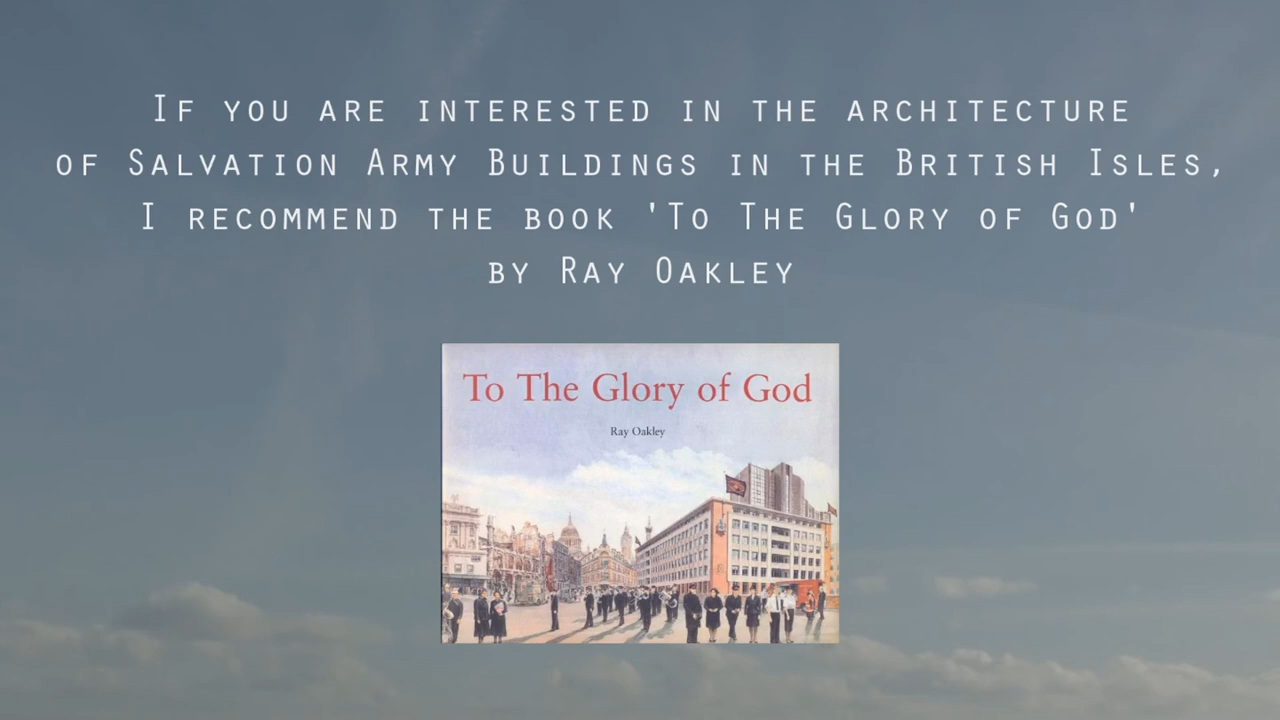 If you are interested in the architecture
of Salvation Army Buildings in the British Isles,
I recommend the book 'To The Glory of God'
by Ray Oakley
To The Glory of God
Ray Oakley